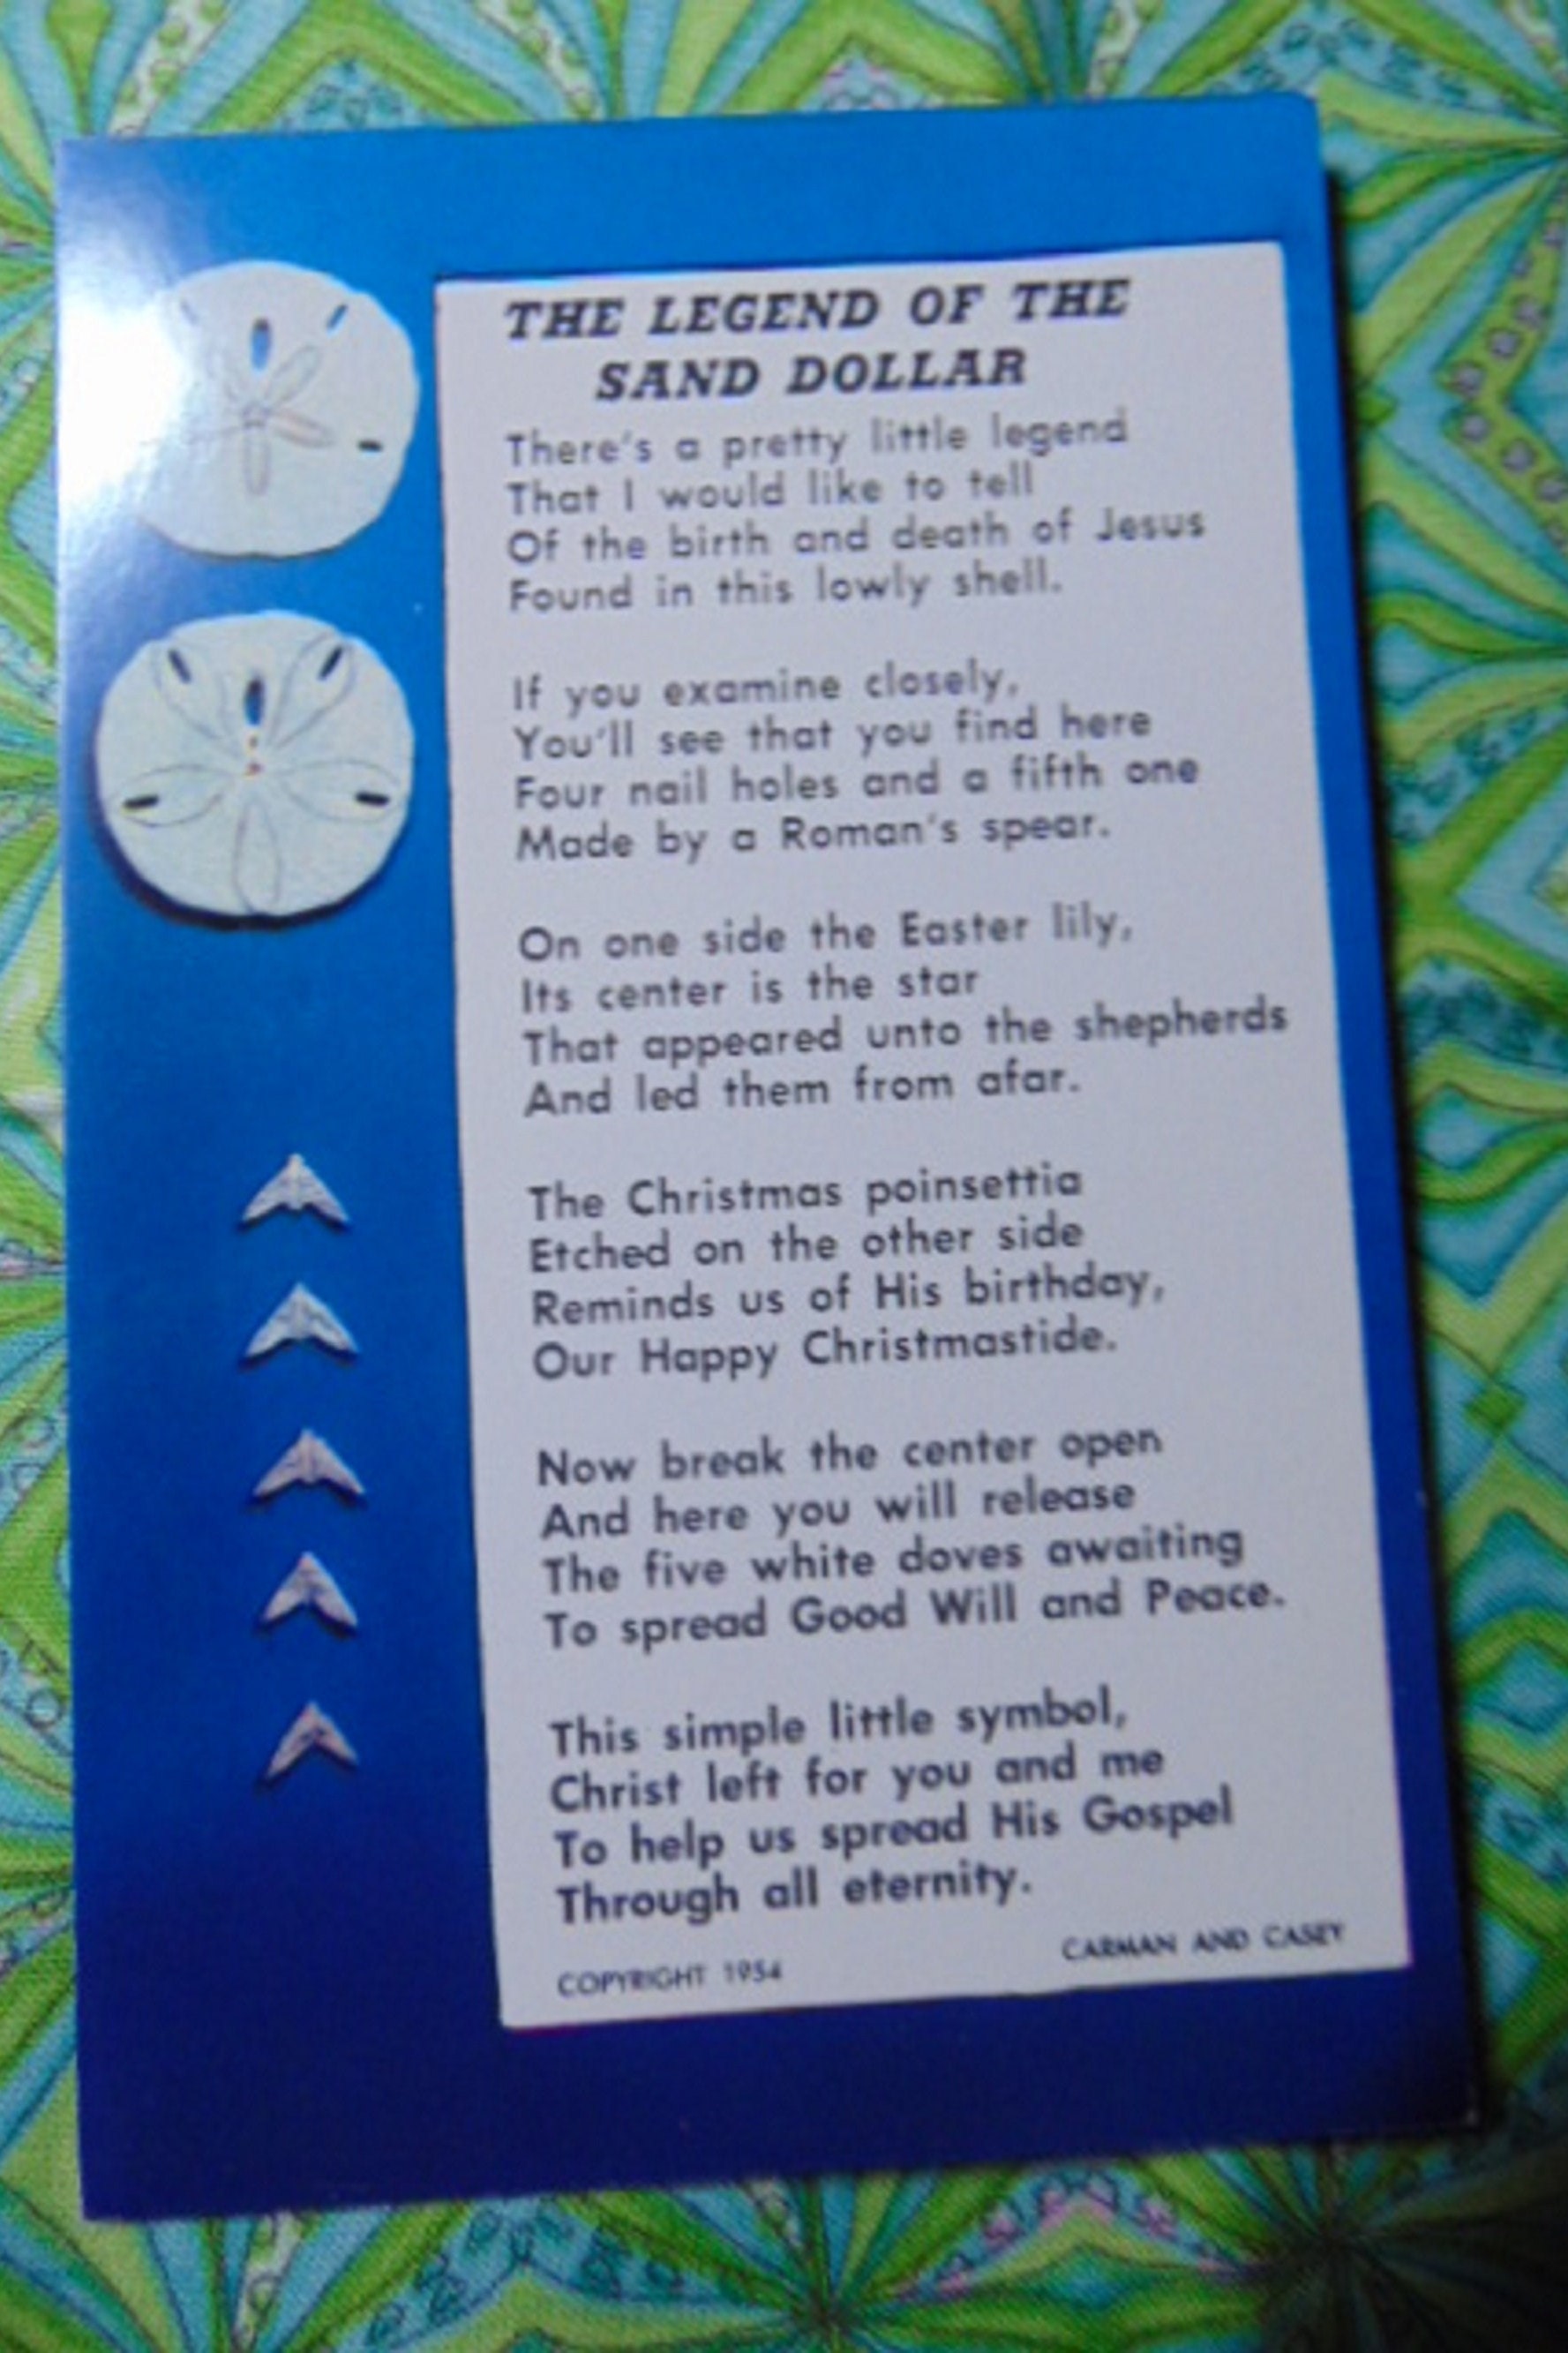 THE LEGEND OF THE
SAND DOLLAR
There's a pretty little legend
That I would like to tell
Of the birth and death of Jesus
Found in this lowly shell.
If you examine closely,
You'll see that you find here
Four nail holes and a fifth one
Made by a Roman's spear.
On one side the Easter lily,
Its center is the star
That appeared unto the shepherds
And led them from afar.
The Christmas poinsettia
Etched on the other side
Reminds us of His birthday,
Our Happy Christmastide.
Now break the center open
And here you will release
The five white doves awaiting
To spread Good Will and Peace.
This simple little symbol,
Christ left for you and me
To help us spread His Gospel
Through all eternity.
COPYRIGHT 1954 CARMAN AND CASEY